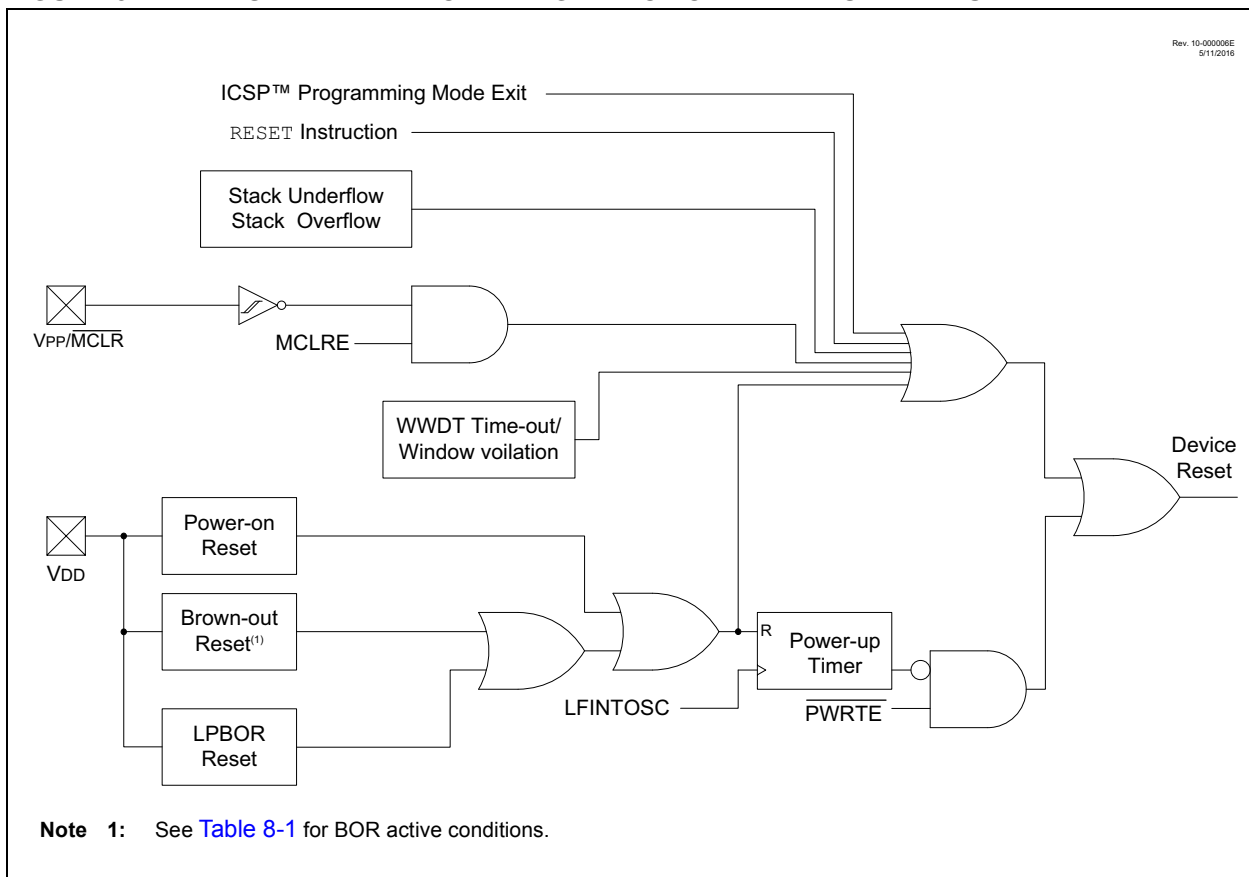 Rev. 10-000006E
5/11/2016
ICSP™ Programming Mode Exit
RESET Instruction
Stack Underflow
Stack Overflow
VPP/MCLR
MCLRE
WWDT Time-out/
Window voilation
Device
Reset
VDD
Power-on
Reset
Brown-out
Reset(1)
LPBOR
Reset
R
Power-up
Timer
LFINTOSC
PWRTE
Note 1: See Table 8-1 for BOR active conditions.